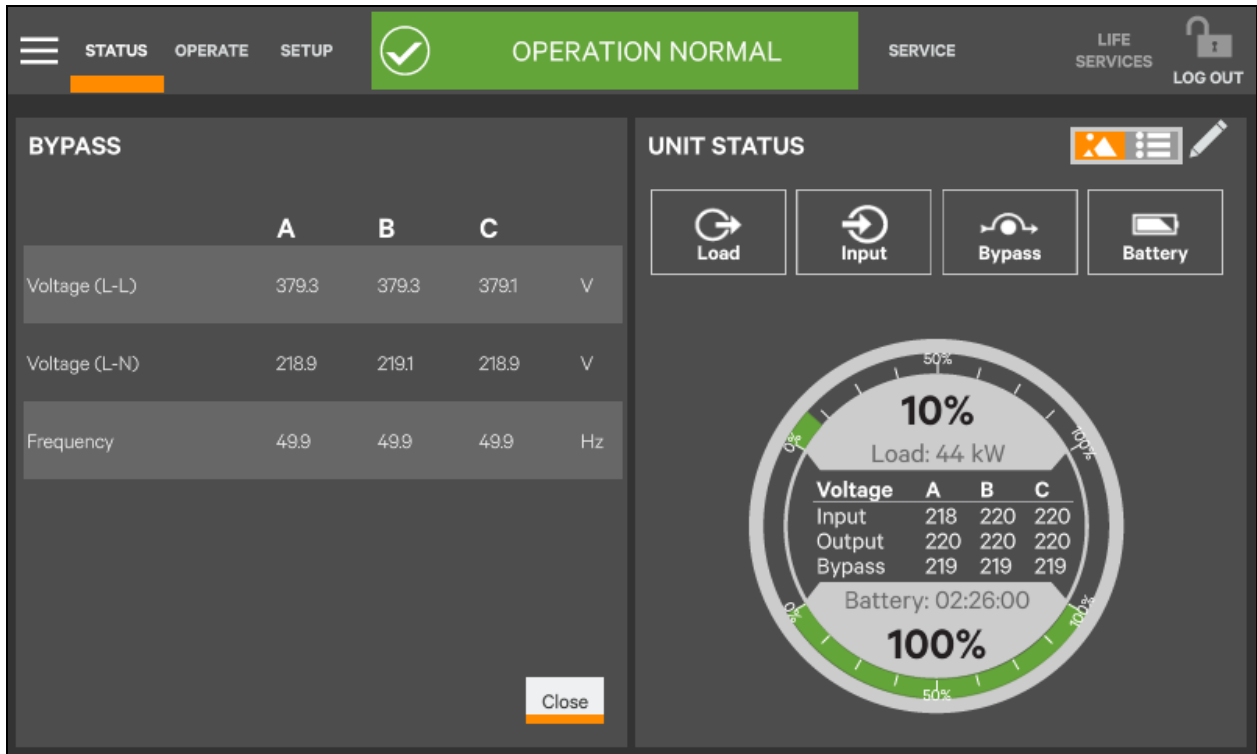 STATUS OPERATE SETUP OPERATION NORMAL SERVICE LIFE SERVICES LOG OUT
BYPASS
A B C
Voltage (L-L) 379.3 379.3 379.1 V
Voltage (L-N) 218.9 219.1 218.9 V
Frequency 49.9 49.9 49.9 Hz
Close
UNIT STATUS
Load Input Bypass Battery
50%
0% 100%
10%
Load: 44 kW
Voltage A B C
Input 218 220 220
Output 220 220 220
Bypass 219 219 219
Battery: 02:26:00
0% 100%
100%
50%